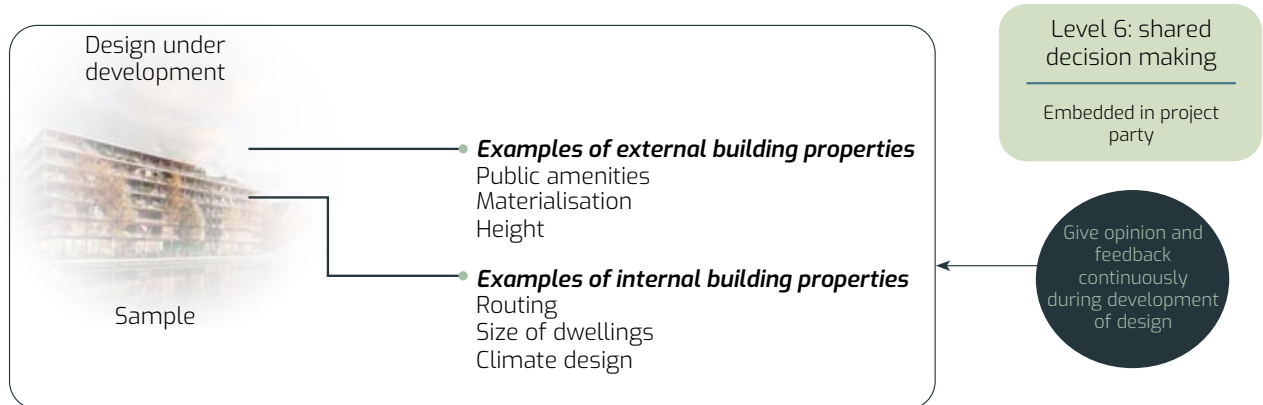 Design under
development
Sample
Examples of external building properties
Public amenities
Materialisation
Height
Examples of internal building properties
Routing
Size of dwellings
Climate design
Level 6: shared
decision making
Embedded in project
party
Give opinion and
feedback
continuously
during development
of design